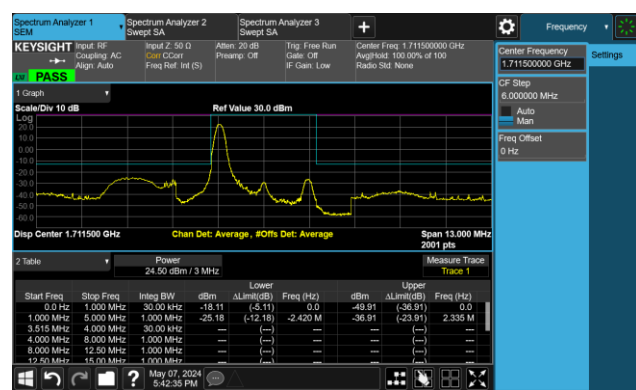 Spectrum Analyzer 1
SEM
Spectrum Analyzer 2
Swept SA
Spectrum Analyzer 3
Swept SA
Frequency
KEYSIGHT
Input: RF
Coupling: AC
Align: Auto
Input Z: 50 Ω
Corr CCorr
Freq Ref: Int (S)
Atten: 20 dB
Preamp: Off
Trig: Free Run
Gate: Off
IF Gain: Low
Center Freq: 1.711500000 GHz
Avg|Hold: 100.00% of 100
Radio Std: None
PASS
Center Frequency
1.711500000 GHz
Settings
CF Step
6.000000 MHz
Auto
Man
Freq Offset
0 Hz
1 Graph
Scale/Div 10 dB
Ref Value 30.0 dBm
Log
20.0
10.0
0.00
-10.0
-20.0
-30.0
-40.0
-50.0
-60.0
Disp Center 1.711500 GHz
Chan Det: Average, #Offs Det: Average
Span 13.000 MHz
2001 pts
2 Table
Power
24.50 dBm / 3 MHz
Measure Trace
Trace 1
Lower Upper
Start Freq Stop Freq Integ BW dBm ΔLimit(dB) Freq (Hz) dBm ΔLimit(dB) Freq (Hz)
0.0 Hz 1.000 MHz 30.00 kHz -18.11 (-5.11) 0.0 -49.91 (-36.91) 0.0
1.000 MHz 5.000 MHz 1.000 MHz -25.18 (-12.18) -2.420 M -36.91 (-23.91) 2.335 M
3.515 MHz 4.000 MHz 30.00 kHz --- (---) --- --- (---) ---
4.000 MHz 8.000 MHz 1.000 MHz --- (---) --- --- (---) ---
8.000 MHz 12.50 MHz 1.000 MHz --- (---) --- --- (---) ---
12.50 MHz 15.00 MHz 1.000 MHz --- (---) --- --- (---) ---
May 07, 2024
5:42:35 PM